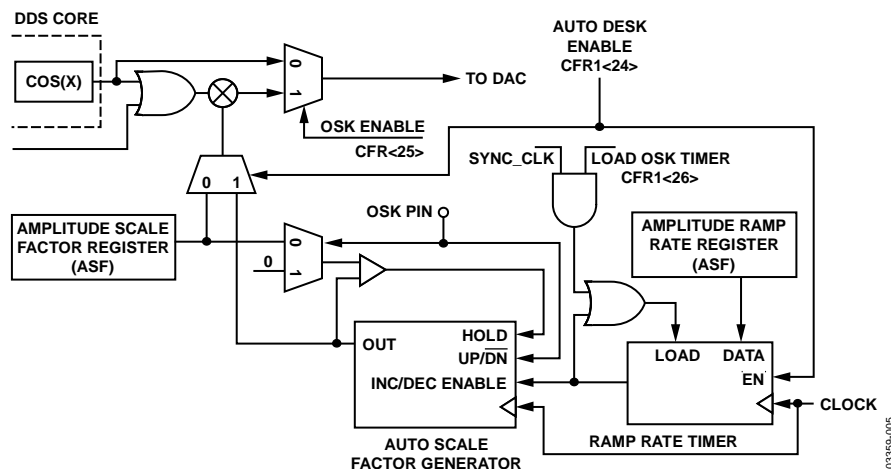 DDS CORE
COS(X)
0
1
TO DAC
OSK ENABLE
CFR<25>
AUTO DESK
ENABLE
CFR1<24>
SYNC_CLK
LOAD OSK TIMER
CFR1<26>
0 1
AMPLITUDE SCALE
FACTOR REGISTER
(ASF)
OSK PIN
0
1
0
AMPLITUDE RAMP
RATE REGISTER
(ASF)
OUT
HOLD
UP/DN
INC/DEC ENABLE
LOAD DATA
EN
CLOCK
RAMP RATE TIMER
AUTO SCALE
FACTOR GENERATOR
03359-005